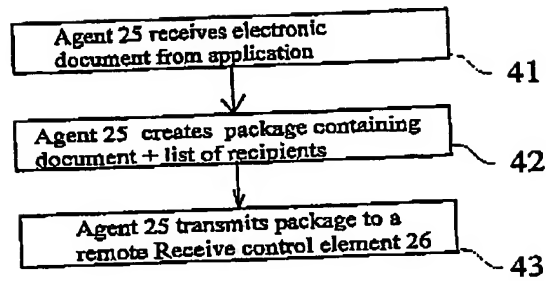 Agent 25 receives electronic
document from application
41
Agent 25 creates package containing
document + list of recipients
42
Agent 25 transmits package to a
remote Receive control element 26
43